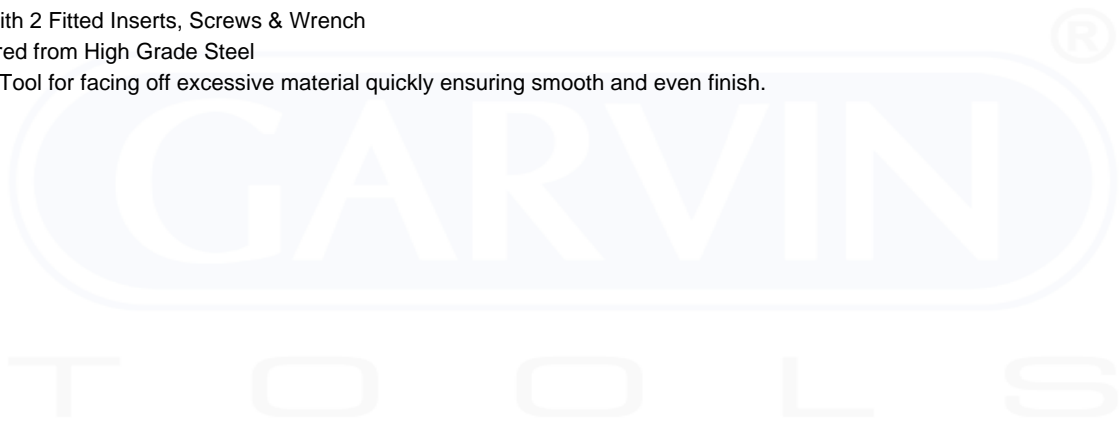 ith 2 Fitted Inserts, Screws & Wrench
red from High Grade Steel
Tool for facing off excessive material quickly ensuring smooth and even finish.
GARVIN
®
TOOLS